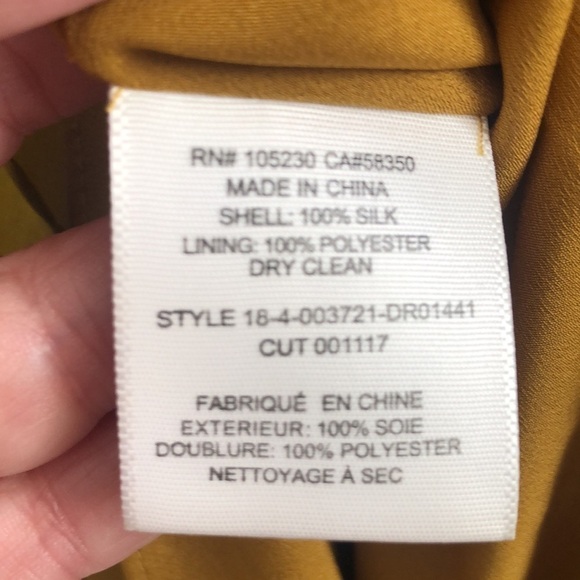 RN# 105230 CA#58350
MADE IN CHINA
SHELL: 100% SILK
LINING: 100% POLYESTER
DRY CLEAN
STYLE 18-4-003721-DR01441
CUT 001117
FABRIQUÉ EN CHINE
EXTERIEUR: 100% SOIE
DOUBLURE: 100% POLYESTER
NETTOYAGE À SEC